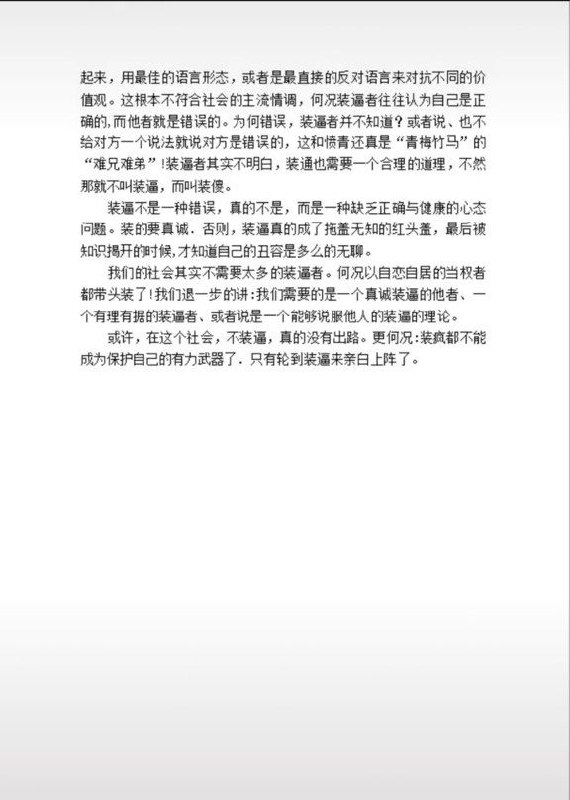 起来，用最佳的语言形态，或者是最直接的反对语言来对抗不同的价
值观。这根本不符合社会的主流情调，何况装逼者往往认为自己是正
确的,而他者就是错误的。为何错误，装逼者并不知道？或者说、也不
给对方一个说法就说对方是错误的，这和愤青还真是“青梅竹马”的
“难兄难弟”!装逼者其实不明白，装通也需要一个合理的道理，不然
那就不叫装逼，而叫装傻。
装逼不是一种错误，真的不是，而是一种缺乏正确与健康的心态
问题。装的要真诚．否则，装逼真的成了拖盖无知的红头盖，最后被
知识揭开的时候,才知道自己的丑容是多么的无聊。
我们的社会其实不需要太多的装逼者。何况以自恋自居的当权者
都带头装了!我们退一步的讲:我们需要的是一个真诚装逼的他者、一
个有理有据的装逼者、或者说是一个能够说服他人的装逼的理论。
或许，在这个社会，不装逼，真的没有出路。更何况:装疯都不能
成为保护自己的有力武器了．只有轮到装逼来亲白上阵了。